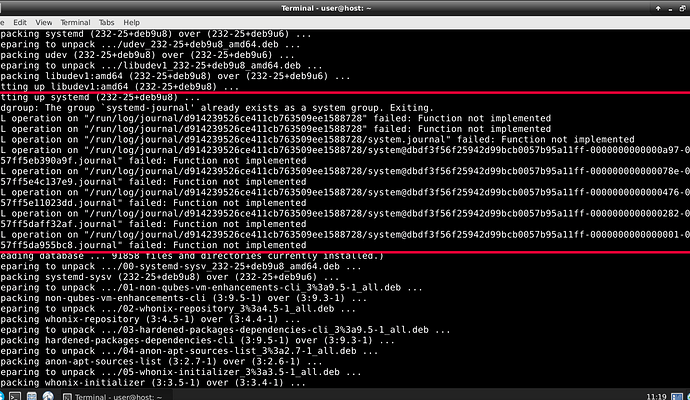 Terminal - user@host: ~
e Edit View Terminal Tabs Help
packing systemd (232-25+deb9u8) over (232-25+deb9u6) ...
eparing to unpack .../udev_232-25+deb9u8_amd64.deb ...
packing udev (232-25+deb9u8) over (232-25+deb9u6) ...
eparing to unpack .../libudev1_232-25+deb9u8_amd64.deb ...
packing libudev1:amd64 (232-25+deb9u8) over (232-25+deb9u6) ...
tting up libudev1:amd64 (232-25+deb9u8) ...
tting up systemd (232-25+deb9u8) ...
dgroup: The group `systemd-journal' already exists as a system group. Exiting.
L operation on "/run/log/journal/d914239526ce411cb763509ee1588728" failed: Function not implemented
L operation on "/run/log/journal/d914239526ce411cb763509ee1588728" failed: Function not implemented
L operation on "/run/log/journal/d914239526ce411cb763509ee1588728/system.journal" failed: Function not implemented
L operation on "/run/log/journal/d914239526ce411cb763509ee1588728/system@dbdf3f56f25942d99bcb0057b95a11ff-0000000000000a97-0
57ff5eb390a9f.journal" failed: Function not implemented
L operation on "/run/log/journal/d914239526ce411cb763509ee1588728/system@dbdf3f56f25942d99bcb0057b95a11ff-000000000000078e-0
57ff5e4c137e9.journal" failed: Function not implemented
L operation on "/run/log/journal/d914239526ce411cb763509ee1588728/system@dbdf3f56f25942d99bcb0057b95a11ff-0000000000000476-0
57ff5e11023dd.journal" failed: Function not implemented
L operation on "/run/log/journal/d914239526ce411cb763509ee1588728/system@dbdf3f56f25942d99bcb0057b95a11ff-0000000000000282-0
57ff5daff32af.journal" failed: Function not implemented
L operation on "/run/log/journal/d914239526ce411cb763509ee1588728/system@dbdf3f56f25942d99bcb0057b95a11ff-0000000000000001-0
57ff5da955bc8.journal" failed: Function not implemented
eading database ... 91858 files and directories currently installed.)
eparing to unpack .../00-systemd-sysv_232-25+deb9u8_amd64.deb ...
packing systemd-sysv (232-25+deb9u8) over (232-25+deb9u6) ...
eparing to unpack .../01-non-qubes-vm-enhancements-cli_3%3a9.5-1_all.deb ...
packing non-qubes-vm-enhancements-cli (3:9.5-1) over (3:9.3-1) ...
eparing to unpack .../02-whonix-repository_3%3a4.5-1_all.deb ...
packing whonix-repository (3:4.5-1) over (3:4.4-1) ...
eparing to unpack .../03-hardened-packages-dependencies-cli_3%3a9.5-1_all.deb ...
packing hardened-packages-dependencies-cli (3:9.5-1) over (3:9.3-1) ...
eparing to unpack .../04-anon-apt-sources-list_3%3a2.7-1_all.deb ...
packing anon-apt-sources-list (3:2.7-1) over (3:2.6-1) ...
eparing to unpack .../05-whonix-initializer_3%3a3.5-1_all.deb ...
packing whonix-initializer (3:3.5-1) over (3:3.4-1) ...
Terminal - user@host: ~
11:19